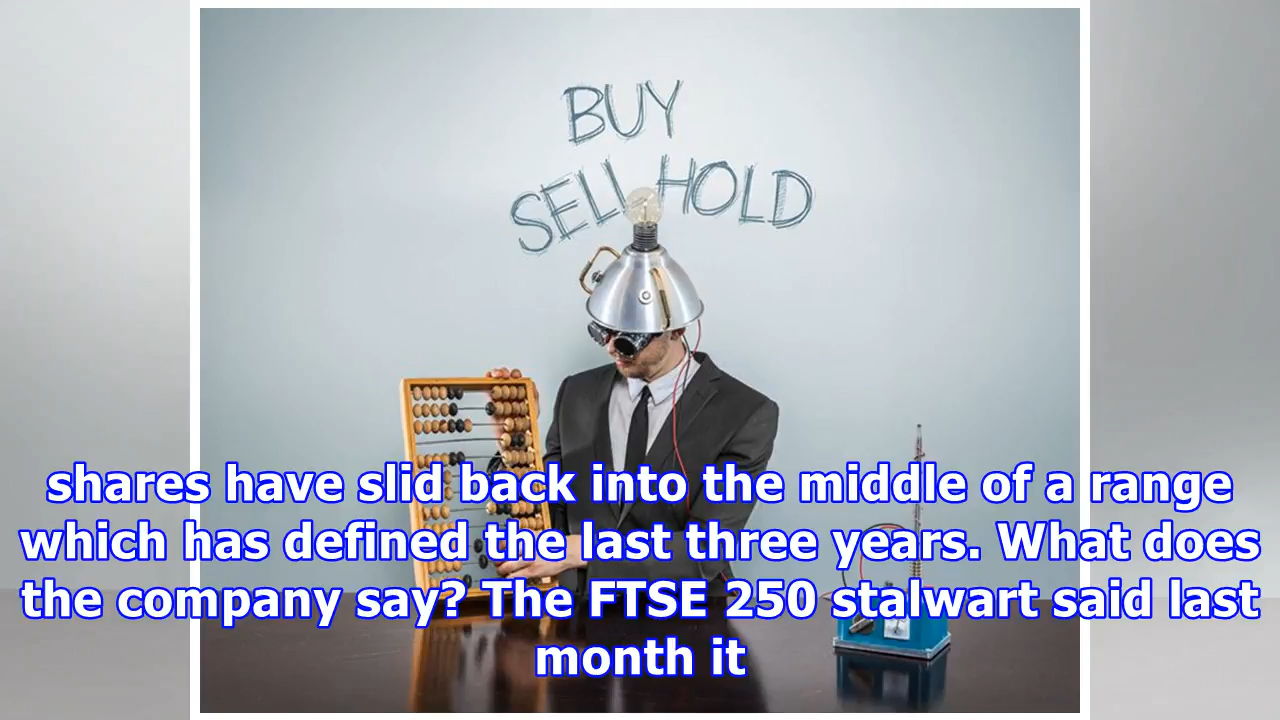 BUY
SELL HOLD
shares have slid back into the middle of a range
which has defined the last three years. What does
the company say? The FTSE 250 stalwart said last
month it